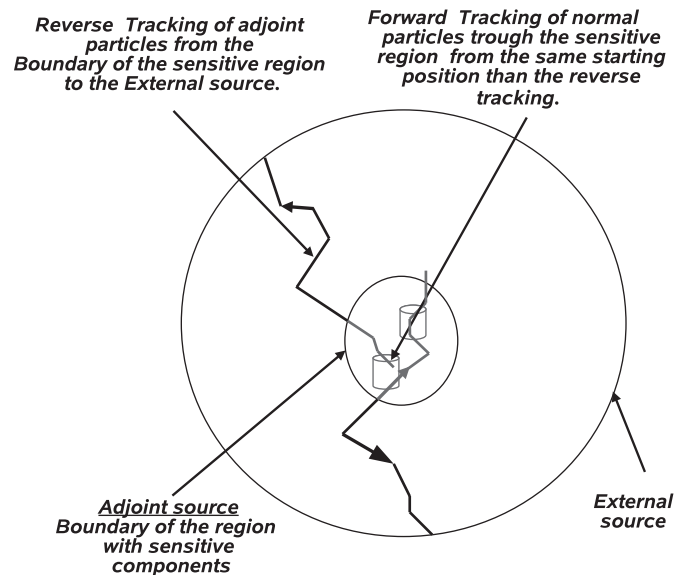 Reverse Tracking of adjoint
particles from the
Boundary of the sensitive region
to the External source.
Forward Tracking of normal
particles trough the sensitive
region from the same starting
position than the reverse
tracking.
Adjoint source
Boundary of the region
with sensitive
components
External
source